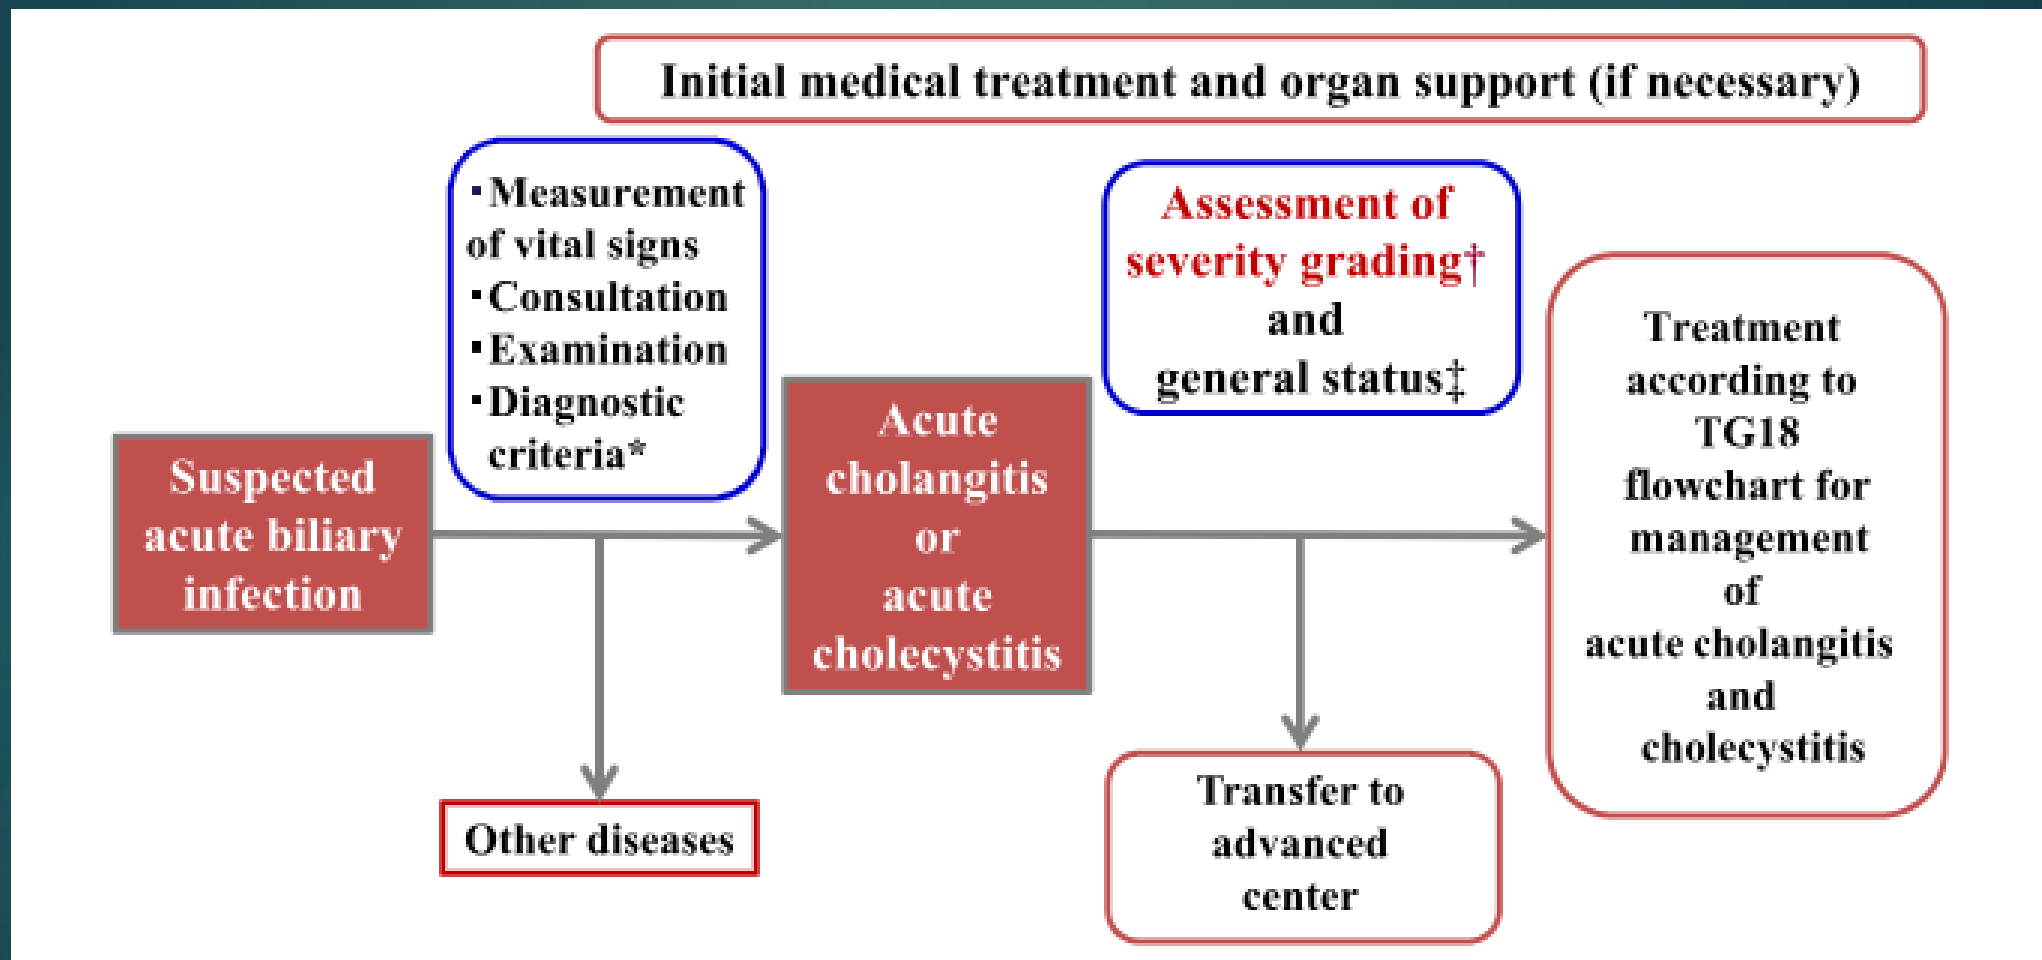 Initial medical treatment and organ support (if necessary)
▪Measurement
of vital signs
▪Consultation
▪Examination
▪Diagnostic
criteria*
Suspected
acute biliary
infection
Other diseases
Acute
cholangitis
or
acute
cholecystitis
Assessment of
severity grading†
and
general status‡
Transfer to
advanced
center
Treatment
according to
TG18
flowchart for
management
of
acute cholangitis
and
cholecystitis